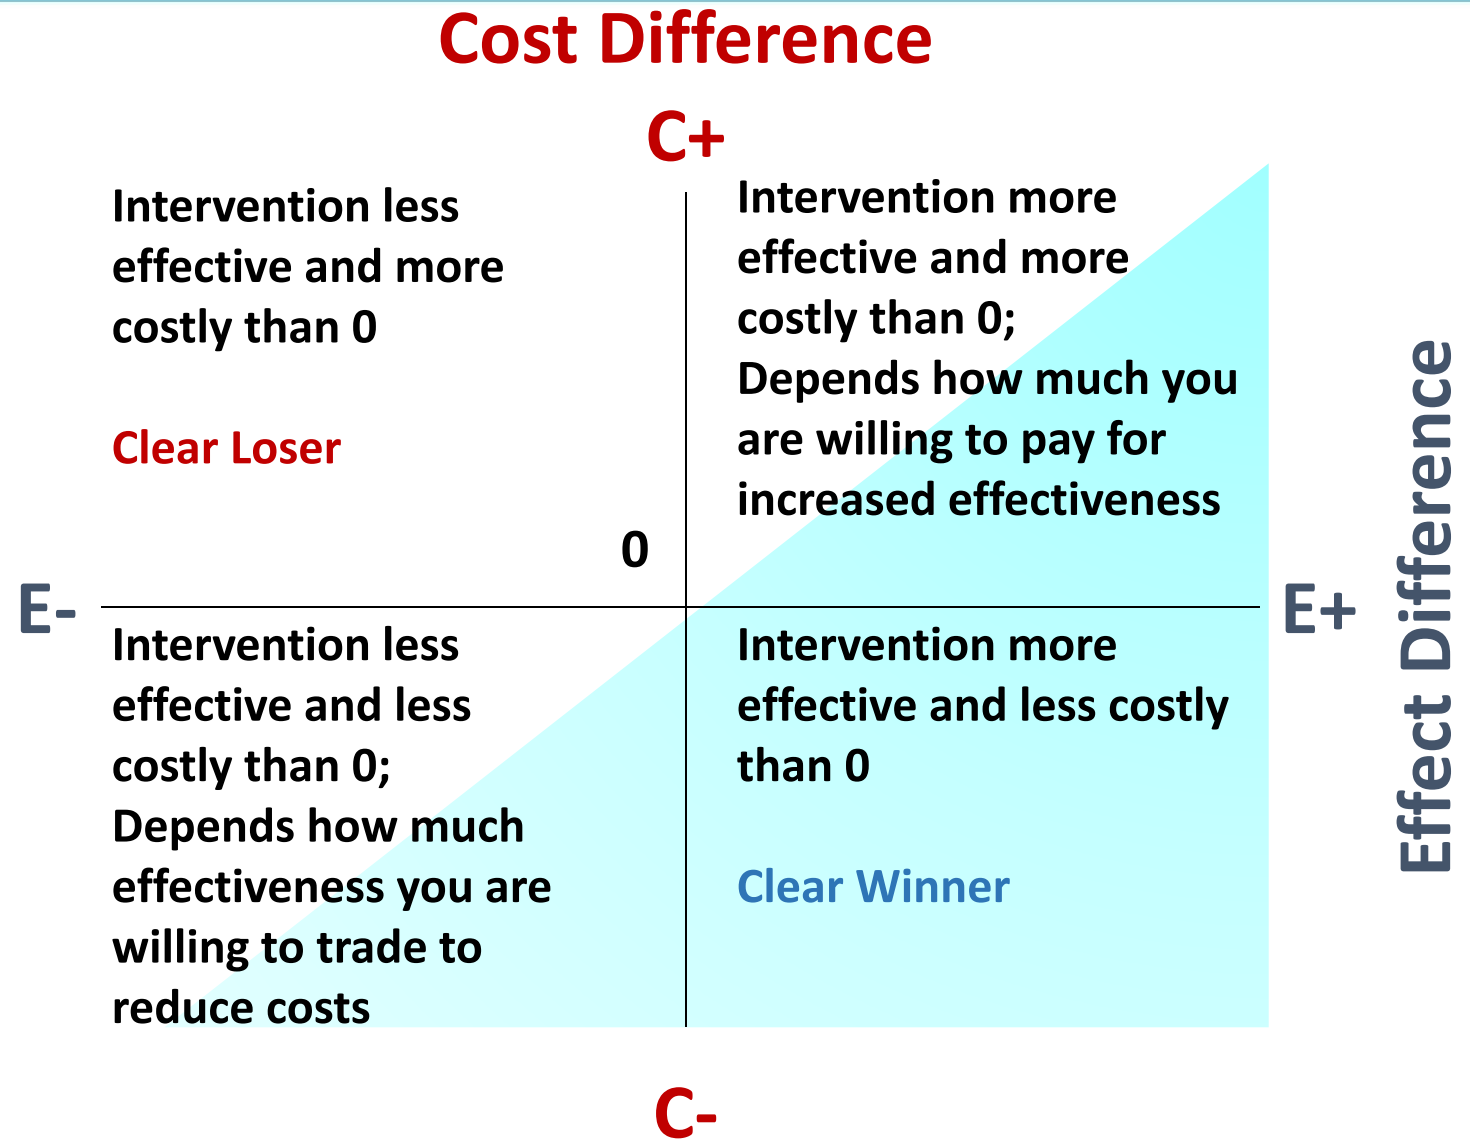 Cost Difference
C+
Intervention less
effective and more
costly than 0
Clear Loser
Intervention more
effective and more
costly than 0;
Depends how much you
are willing to pay for
increased effectiveness
0
E-
E+
Effect Difference
Intervention less
effective and less
costly than 0;
Depends how much
effectiveness you are
willing to trade to
reduce costs
Intervention more
effective and less costly
than 0
Clear Winner
C-